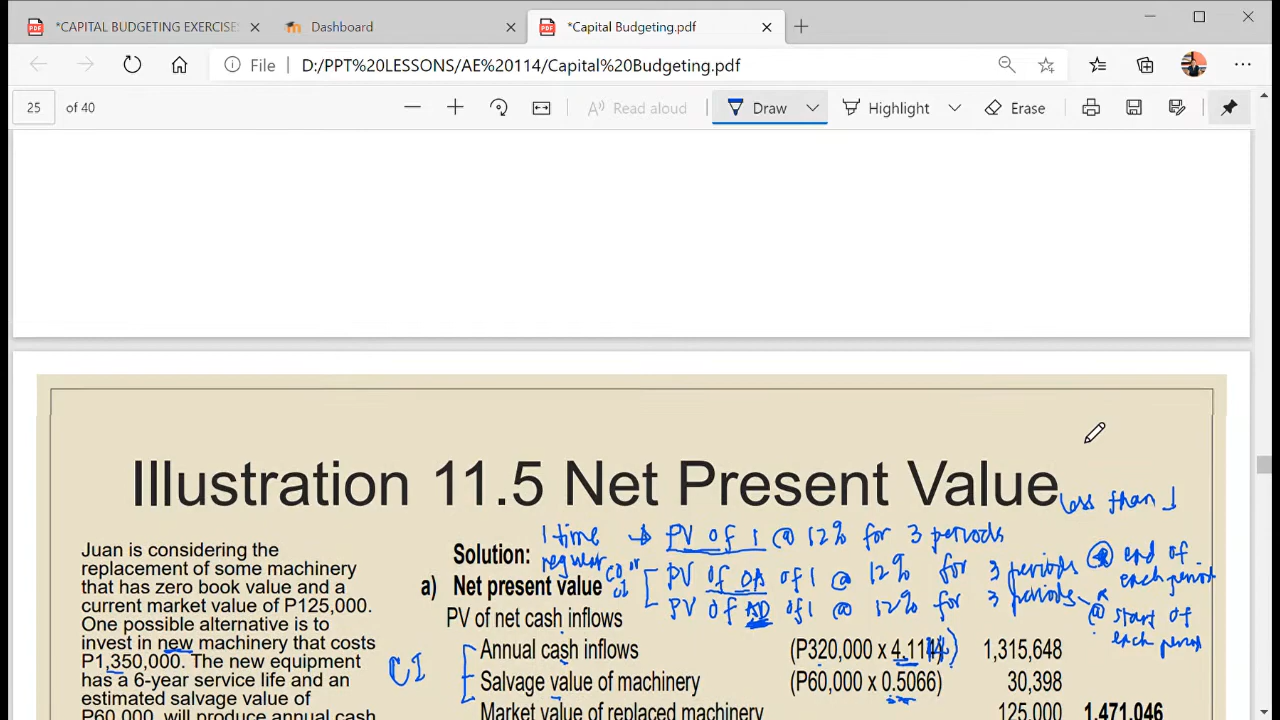 *CAPITAL BUDGETING EXERCISE
Dashboard
*Capital Budgeting.pdf
File
D:/PPT%20LESSONS/AE%20114/Capital%20Budgeting.pdf
25 of 40
Read aloud
Draw
Highlight
Erase
Illustration 11.5 Net Present Value
less than 1
Juan is considering the
replacement of some machinery
that has zero book value and a
current market value of P125,000.
One possible alternative is to
invest in new machinery that costs
P1,350,000. The new equipment
has a 6-year service life and an
estimated salvage value of
P60,000, will produce annual cash
1 time → PV of 1 @ 12% for 3 periods
Solution:
regular CO or CI
PV of OA of 1 @ 12% for 3 periods @ end of each period
a) Net present value
PV of AD of 1 @ 12% for 3 periods @ start of each period
PV of net cash inflows
CI
Annual cash inflows (P320,000 x 4.1114) 1,315,648
Salvage value of machinery (P60,000 x 0.5066) 30,398
Market value of replaced machinery 125,000 1,471,046